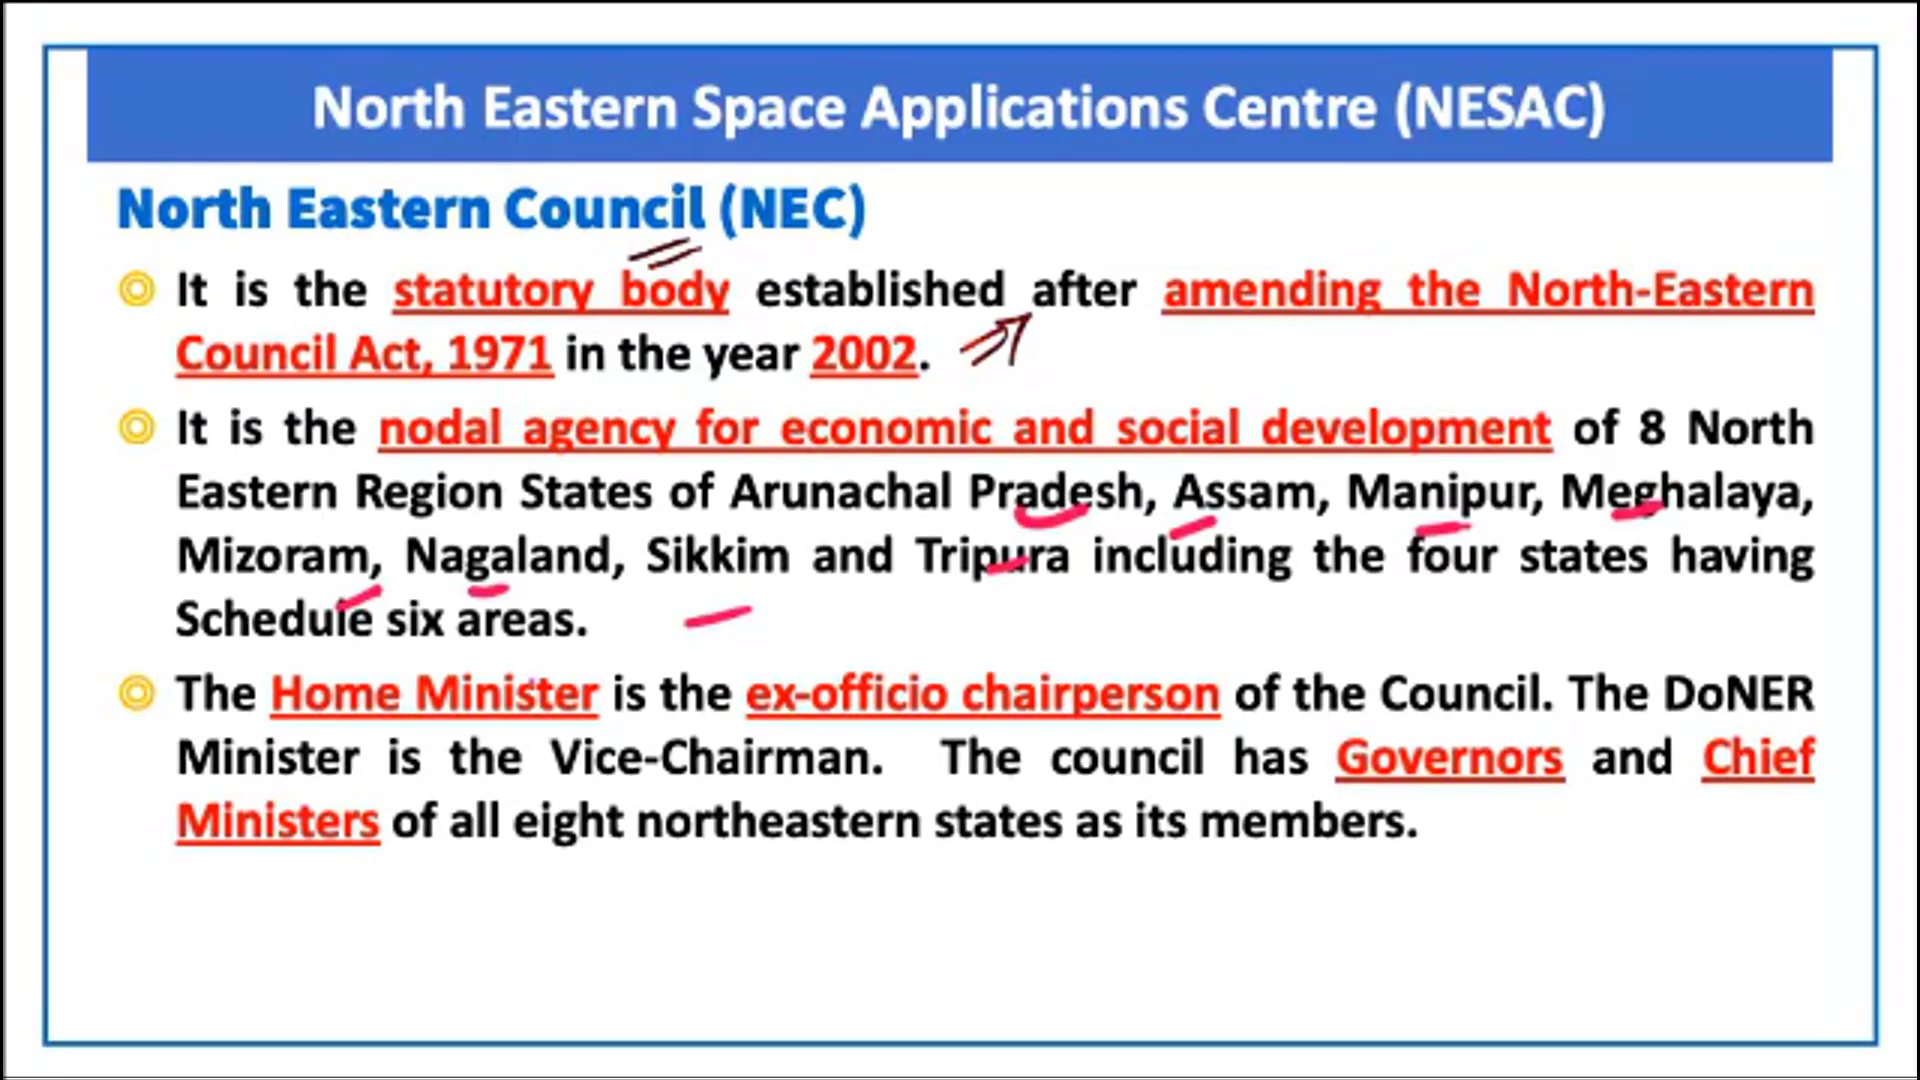 North Eastern Space Applications Centre (NESAC)
North Eastern Council (NEC)
It is the statutory body established after amending the North-Eastern
Council Act, 1971 in the year 2002.
It is the nodal agency for economic and social development of 8 North
Eastern Region States of Arunachal Pradesh, Assam, Manipur, Meghalaya,
Mizoram, Nagaland, Sikkim and Tripura including the four states having
Schedule six areas.
The Home Minister is the ex-officio chairperson of the Council. The DoNER
Minister is the Vice-Chairman. The council has Governors and Chief
Ministers of all eight northeastern states as its members.